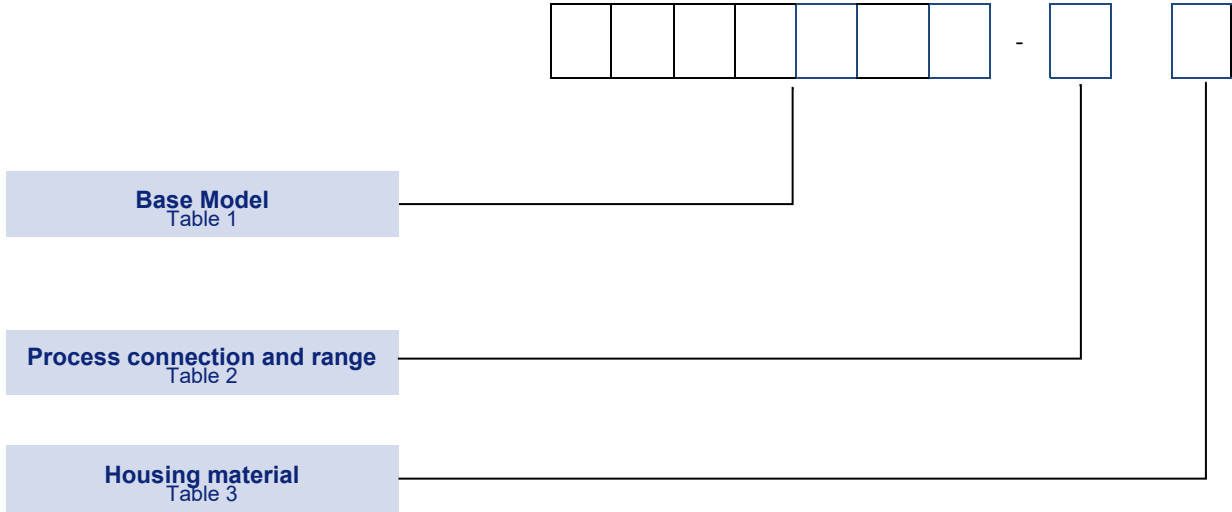 -
Base Model
Table 1
Process connection and range
Table 2
Housing material
Table 3